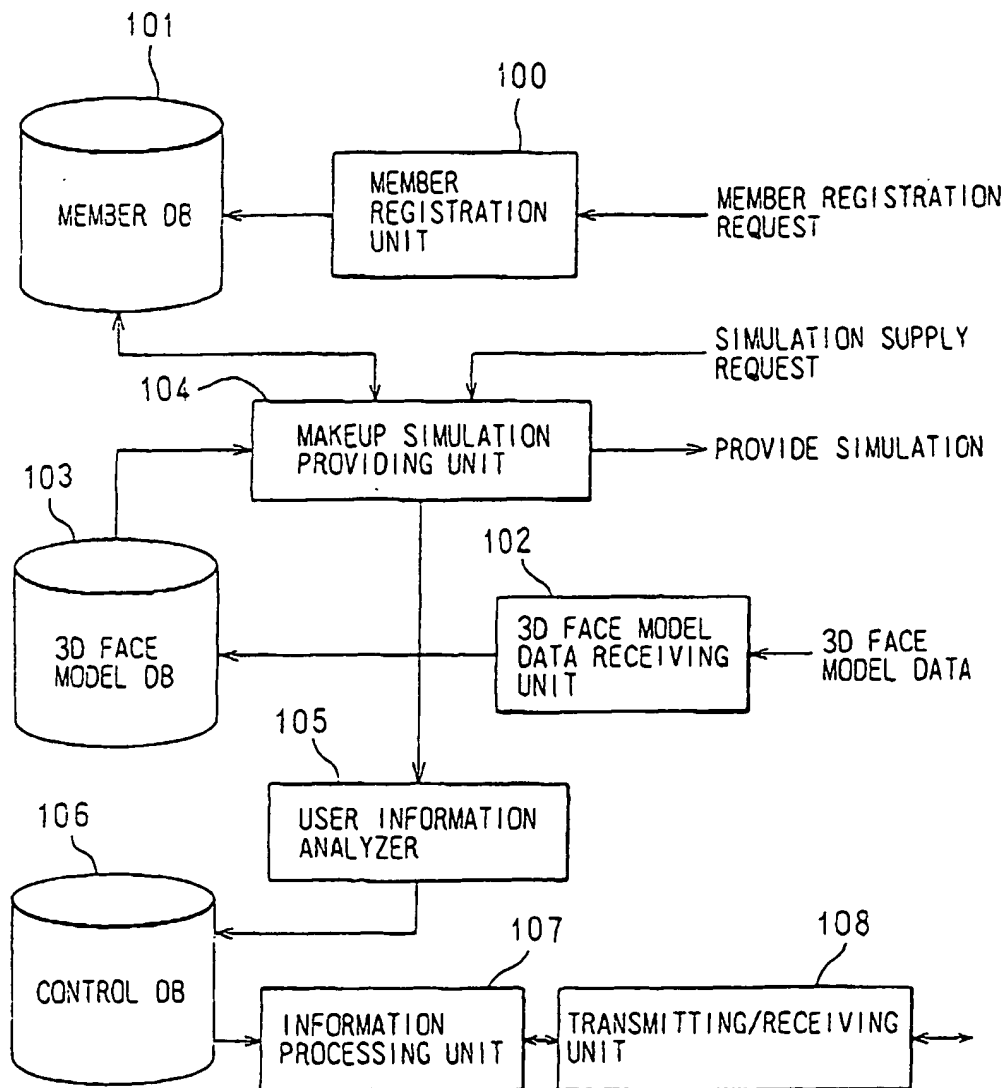 101
100
MEMBER DB
MEMBER
REGISTRATION
UNIT
MEMBER REGISTRATION
REQUEST
SIMULATION SUPPLY
REQUEST
104
MAKEUP SIMULATION
PROVIDING UNIT
PROVIDE SIMULATION
103
102
3D FACE
MODEL DB
3D FACE MODEL
DATA RECEIVING
UNIT
3D FACE
MODEL DATA
105
USER INFORMATION
ANALYZER
106
107
108
CONTROL DB
INFORMATION
PROCESSING UNIT
TRANSMITTING/RECEIVING
UNIT